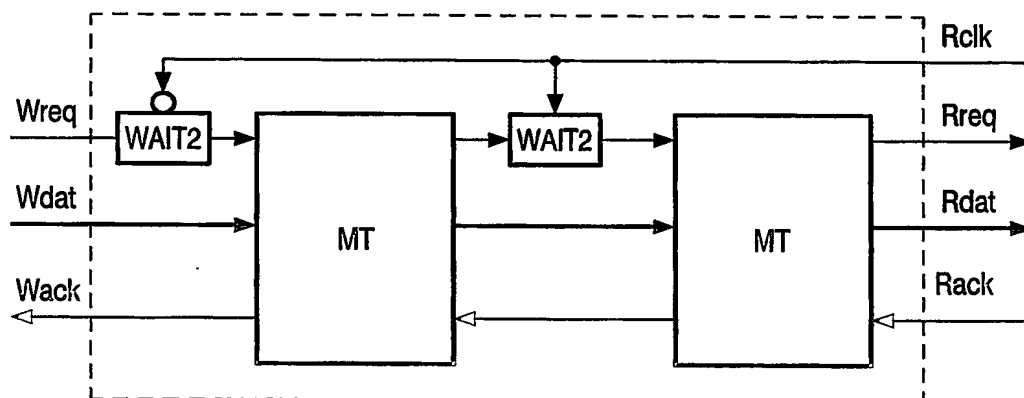 Rclk
Wreq
WAIT2
WAIT2
Rreq
Wdat
Rdat
MT
MT
Wack
Rack